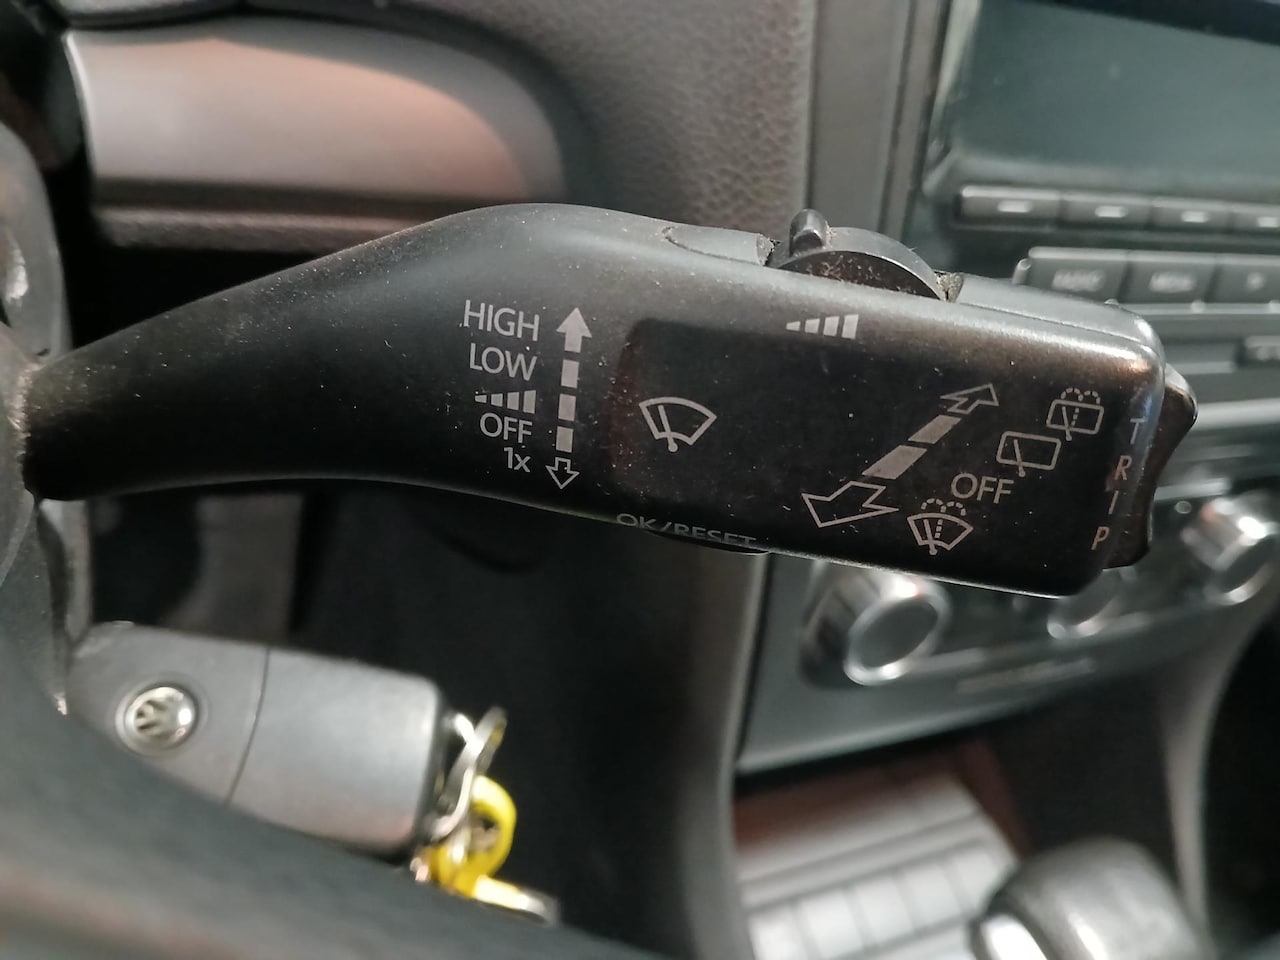 HIGH
LOW
OFF
1x
OFF
TRIP
OK/RESET